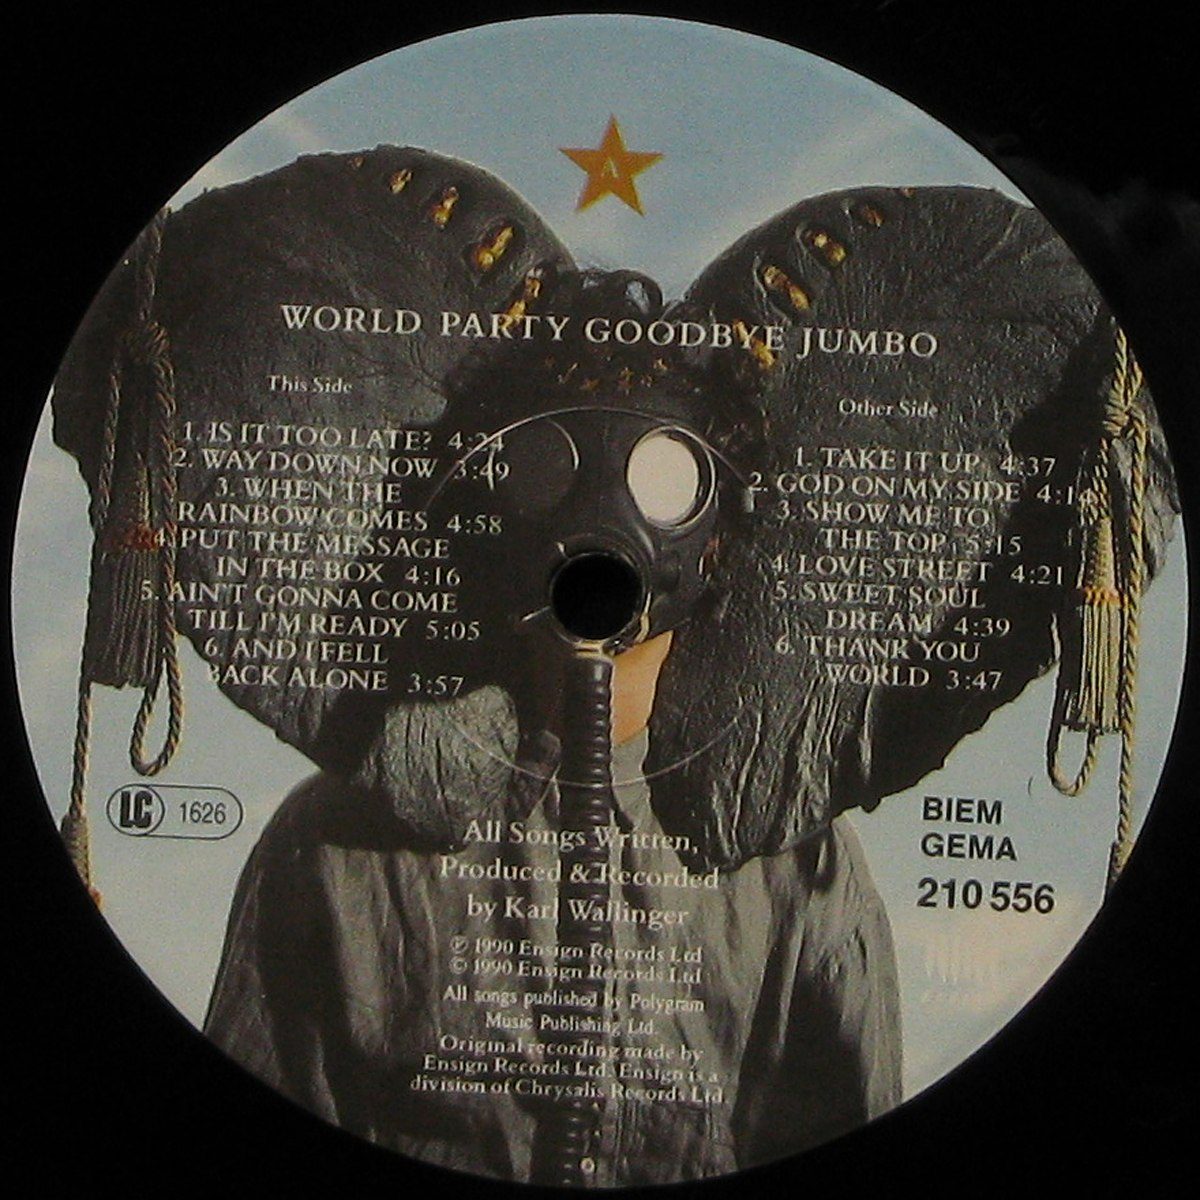 A
WORLD PARTY GOODBYE JUMBO
This Side
1. IS IT TOO LATE? 4:24
2. WAY DOWN NOW 3:49
3. WHEN THE
RAINBOW COMES 4:58
4. PUT THE MESSAGE
IN THE BOX 4:16
5. AIN'T GONNA COME
TILL I'M READY 5:05
6. AND I FELL
BACK ALONE 3:57
Other Side
1. TAKE IT UP 4:37
2. GOD ON MY SIDE 4:14
3. SHOW ME TO
THE TOP 5:15
4. LOVE STREET 4:21
5. SWEET SOUL
DREAM 4:39
6. THANK YOU
WORLD 3:47
LC 1626
BIEM
GEMA
210 556
All Songs Written,
Produced & Recorded
by Karl Wallinger
℗ 1990 Ensign Records Ltd
© 1990 Ensign Records Ltd
All songs published by Polygram
Music Publishing Ltd.
Original recording made by
Ensign Records Ltd. Ensign is a
division of Chrysalis Records Ltd.